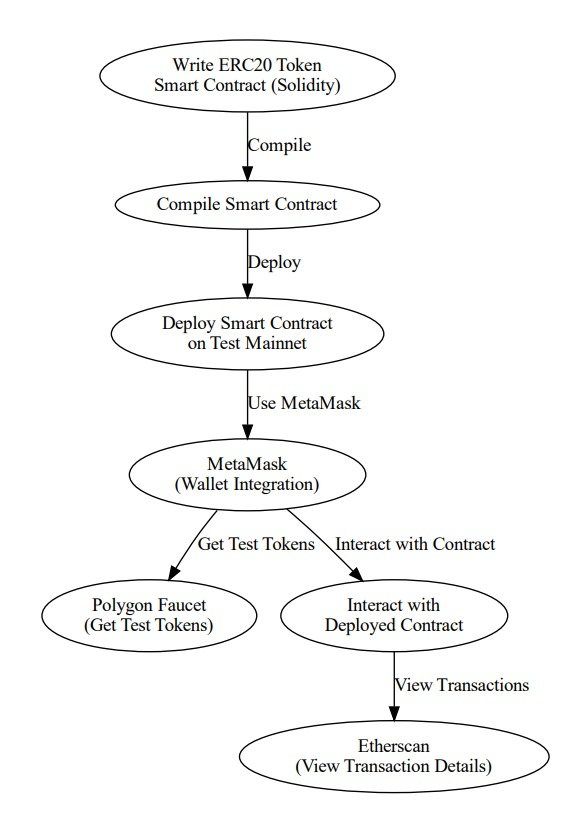 Write ERC20 Token
Smart Contract (Solidity)
Compile
Compile Smart Contract
Deploy
Deploy Smart Contract
on Test Mainnet
Use MetaMask
MetaMask
(Wallet Integration)
Get Test Tokens
Interact with Contract
Polygon Faucet
(Get Test Tokens)
Interact with
Deployed Contract
View Transactions
Etherscan
(View Transaction Details)